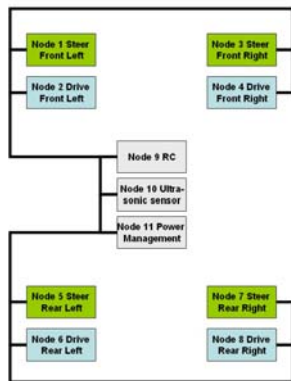 Node 1 Steer
Front Left
Node 3 Steer
Front Right
Node 2 Drive
Front Left
Node 4 Drive
Front Right
Node 9 RC
Node 10 Ultra-
sonic sensor
Node 11 Power
Management
Node 5 Steer
Rear Left
Node 7 Steer
Rear Right
Node 6 Drive
Rear Left
Node 8 Drive
Rear Right